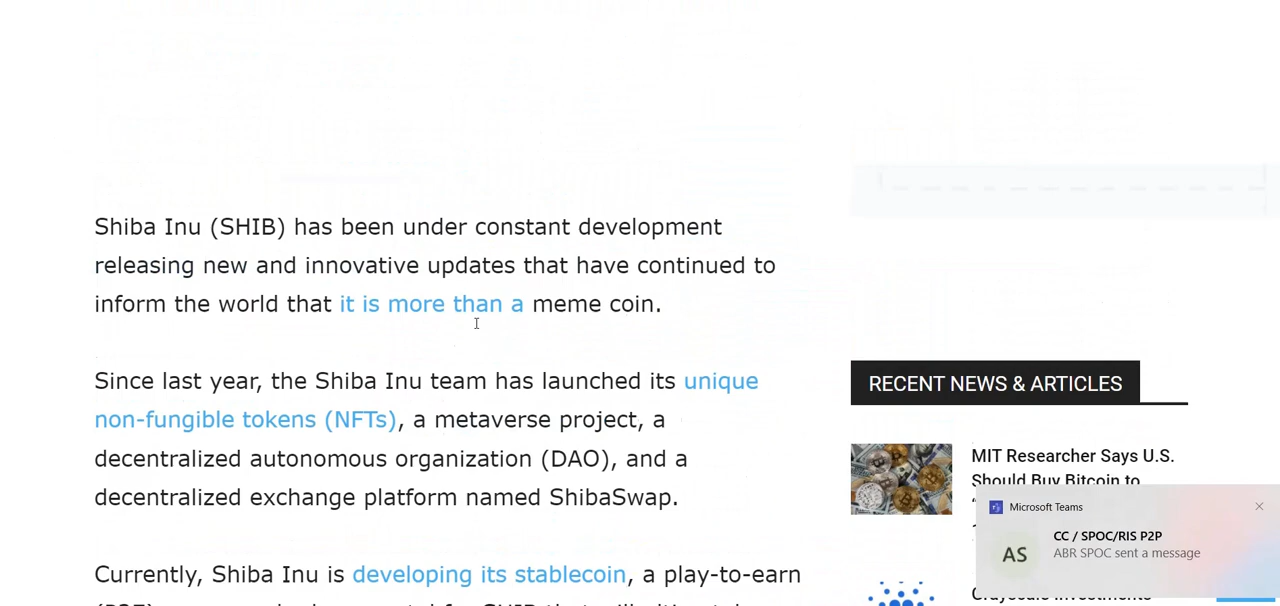 Shiba Inu (SHIB) has been under constant development
releasing new and innovative updates that have continued to
inform the world that it is more than a meme coin.
Since last year, the Shiba Inu team has launched its unique
non-fungible tokens (NFTs), a metaverse project, a
decentralized autonomous organization (DAO), and a
decentralized exchange platform named ShibaSwap.
Currently, Shiba Inu is developing its stablecoin, a play-to-earn
RECENT NEWS & ARTICLES
MIT Researcher Says U.S.
Should Buy Bitcoin to
Microsoft Teams
CC / SPOC/RIS P2P
AS
ABR SPOC sent a message
Grayscale Investments